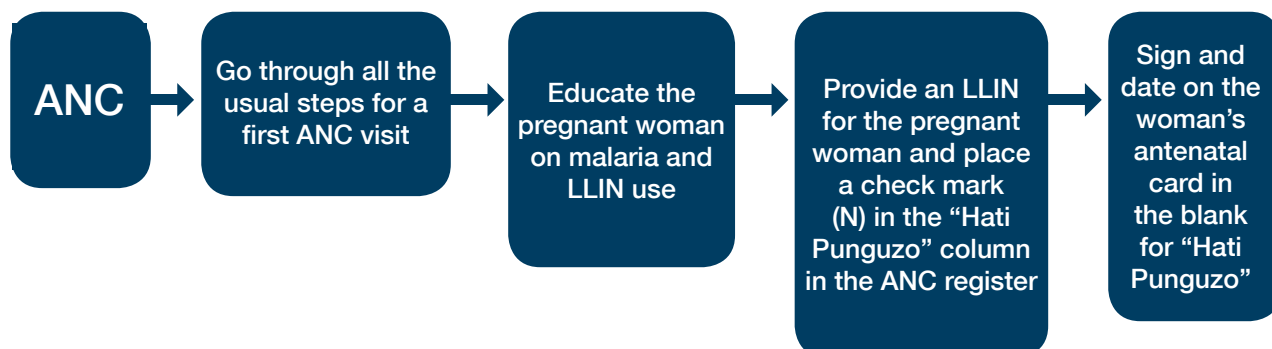 ANC
Go through all the
usual steps for a
first ANC visit
Educate the
pregnant woman
on malaria and
LLIN use
Provide an LLIN
for the pregnant
woman and place
a check mark
(N) in the “Hati
Punguzo” column
in the ANC register
Sign and
date on the
woman’s
antenatal
card in
the blank
for “Hati
Punguzo”